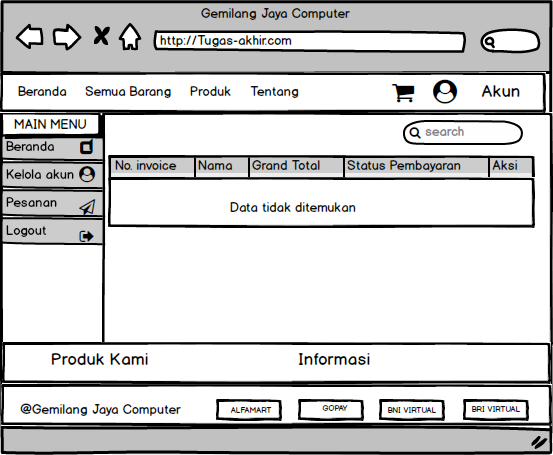 Gemilang Jaya Computer
http://Tugas-akhir.com
Beranda Semua Barang Produk Tentang Akun
MAIN MENU
search
Beranda
Kelola akun
Pesanan
Logout
No. invoice Nama Grand Total Status Pembayaran Aksi
Data tidak ditemukan
Produk Kami Informasi
@Gemilang Jaya Computer ALFAMART GOPAY BNI VIRTUAL BRI VIRTUAL